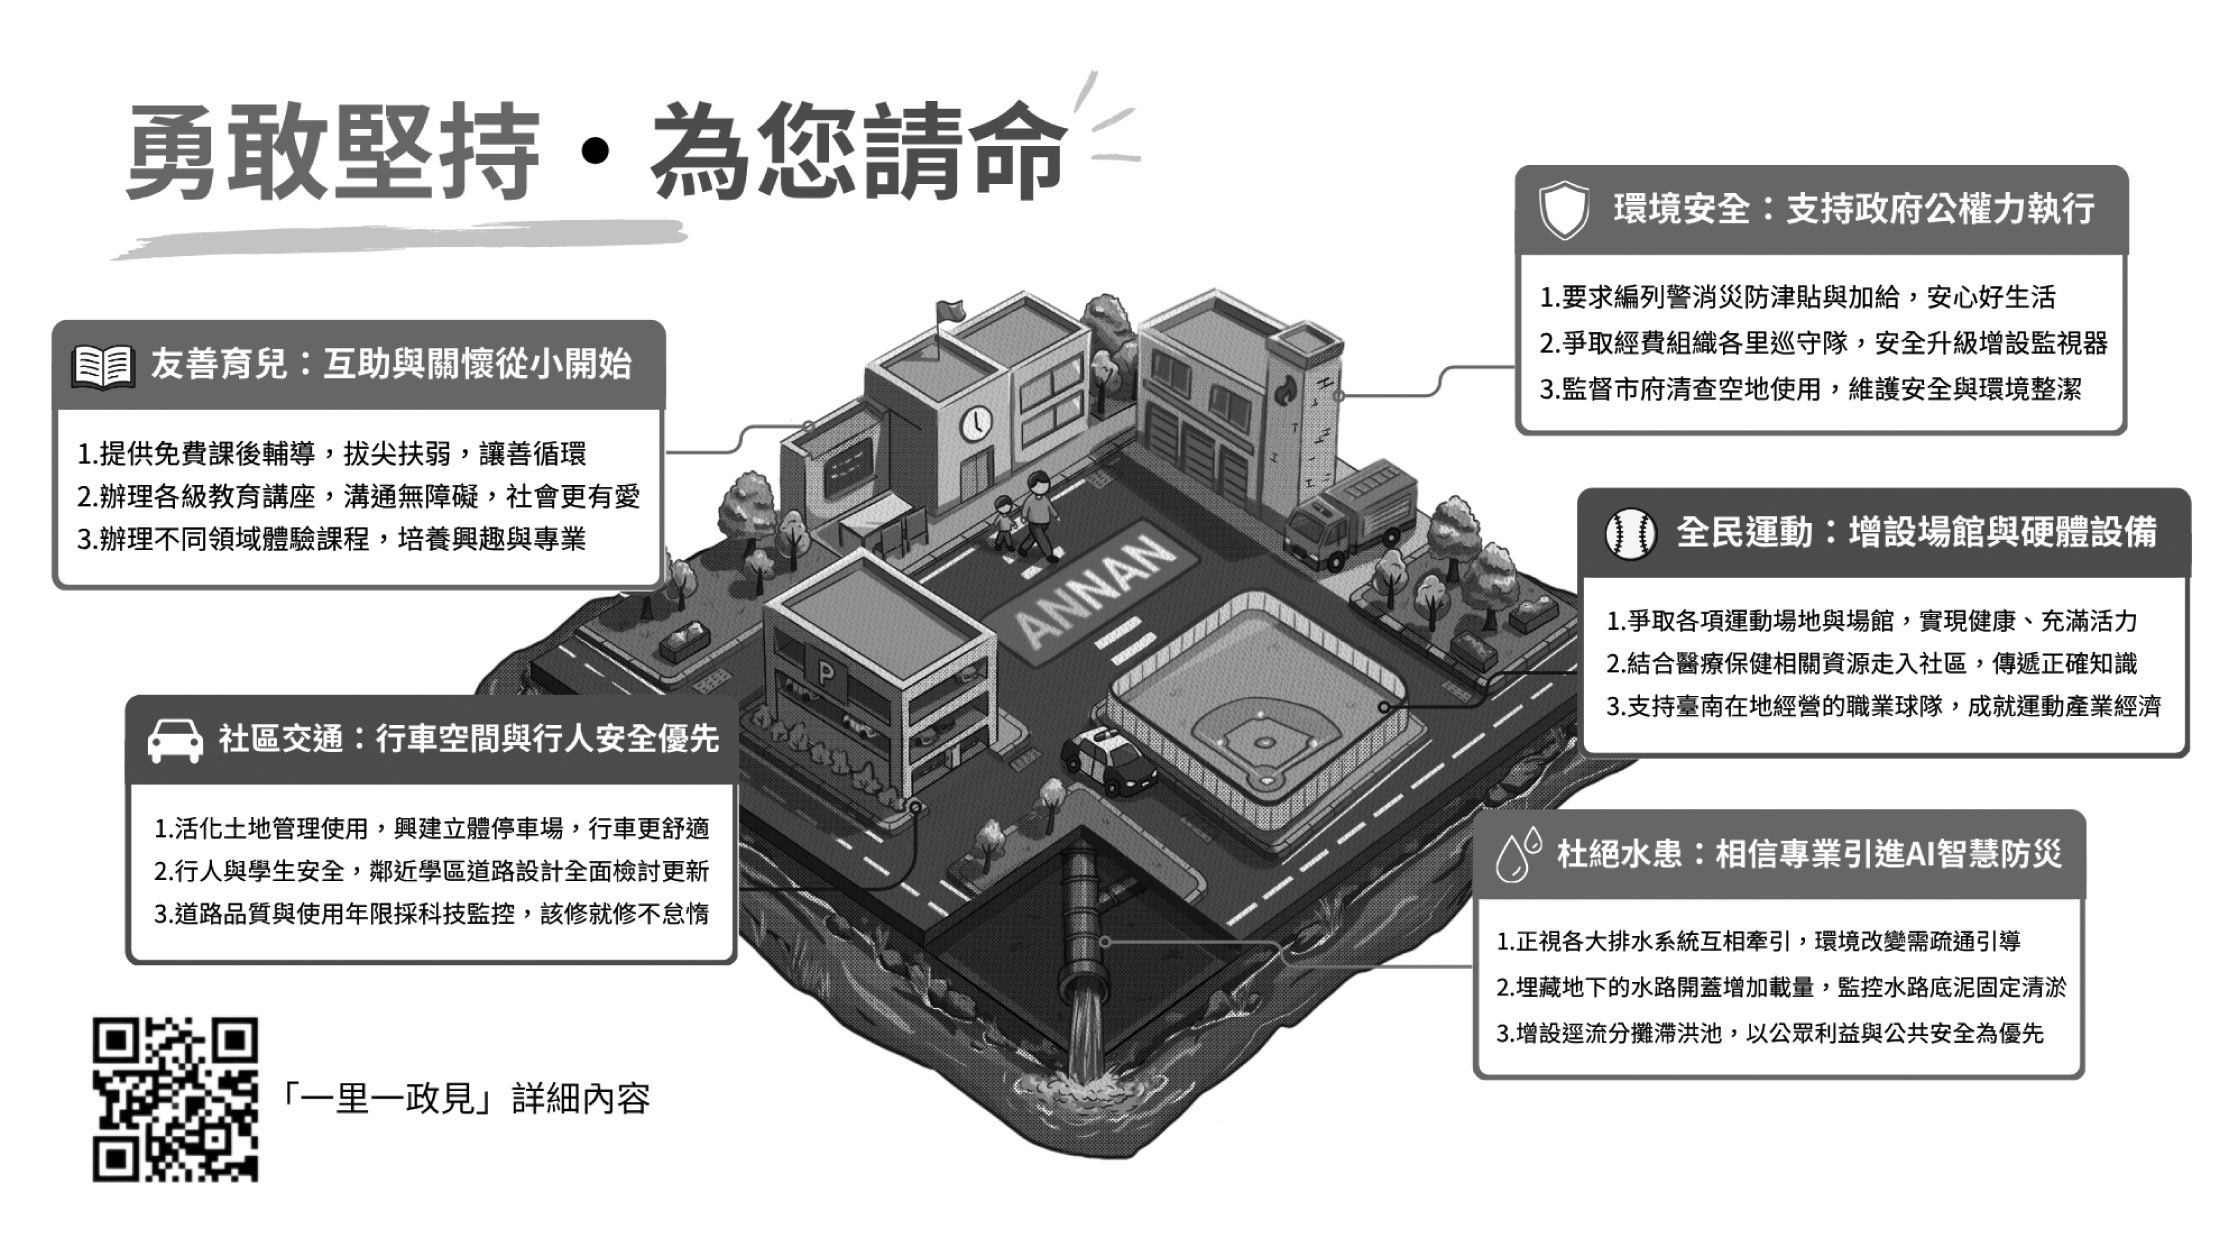 勇敢堅持・為您請命
友善育兒：互助與關懷從小開始
1.提供免費課後輔導，拔尖扶弱，讓善循環
2.辦理各級教育講座，溝通無障礙，社會更有愛
3.辦理不同領域體驗課程，培養興趣與專業
社區交通：行車空間與行人安全優先
1.活化土地管理使用，興建立體停車場，行車更舒適
2.行人與學生安全，鄰近學區道路設計全面檢討更新
3.道路品質與使用年限採科技監控，該修就修不怠惰
「一里一政見」詳細內容
P
ANNAN
環境安全：支持政府公權力執行
1.要求編列警消災防津貼與加給，安心好生活
2.爭取經費組織各里巡守隊，安全升級增設監視器
3.監督市府清查空地使用，維護安全與環境整潔
全民運動：增設場館與硬體設備
1.爭取各項運動場地與場館，實現健康、充滿活力
2.結合醫療保健相關資源走入社區，傳遞正確知識
3.支持臺南在地經營的職業球隊，成就運動產業經濟
杜絕水患：相信專業引進AI智慧防災
1.正視各大排水系統互相牽引，環境改變需疏通引導
2.埋藏地下的水路開蓋增加載量，監控水路底泥固定清淤
3.增設逕流分攤滯洪池，以公眾利益與公共安全為優先